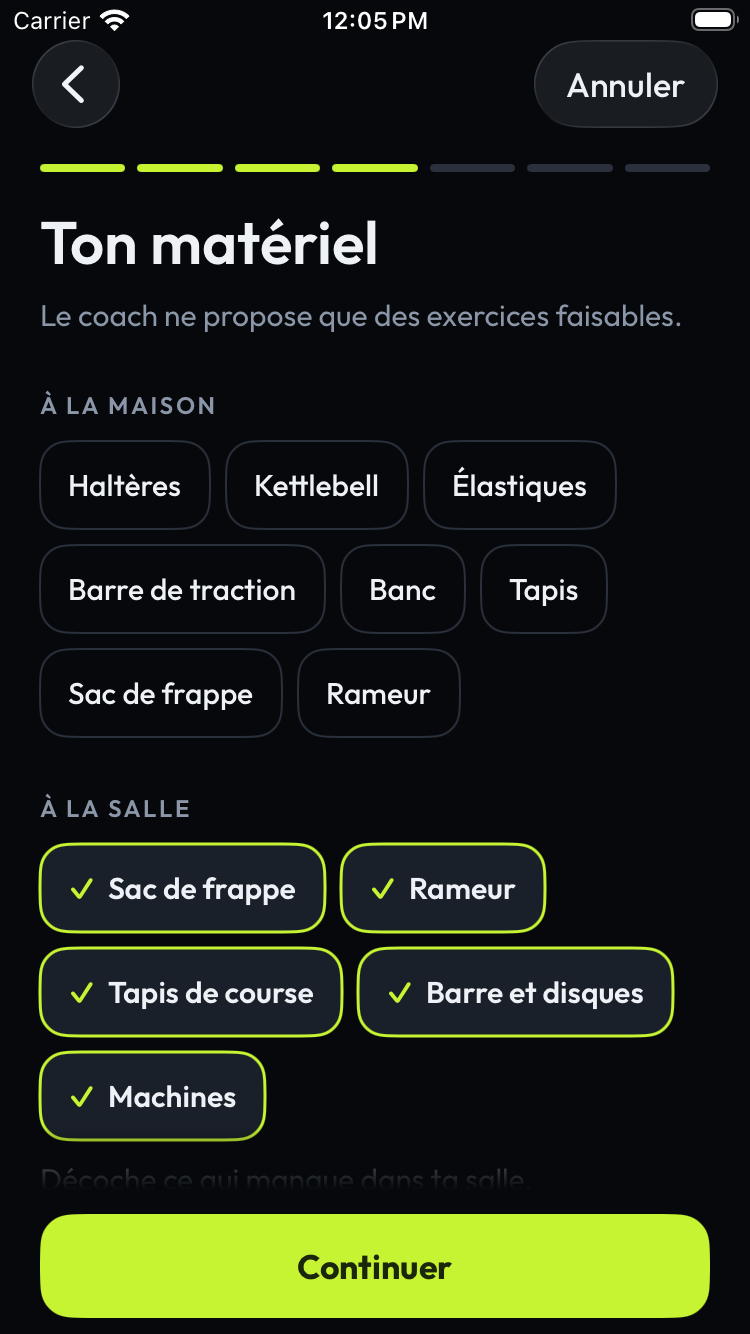 Carrier 12:05 PM
Annuler
Ton matériel
Le coach ne propose que des exercices faisables.
À LA MAISON
Haltères Kettlebell Élastiques
Barre de traction Banc Tapis
Sac de frappe Rameur
À LA SALLE
Sac de frappe Rameur
Tapis de course Barre et disques
Machines
Décoche ce qui manque dans ta salle.
Continuer